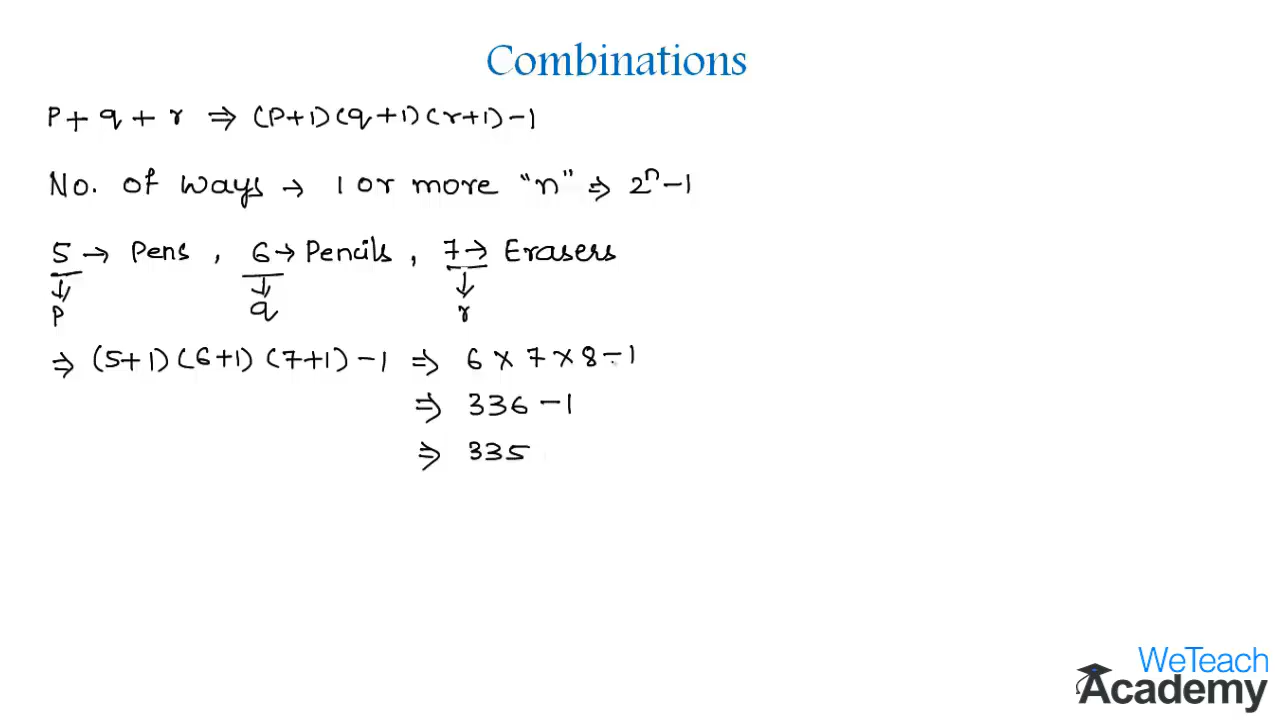 Combinations
P + q + r ⇒ (P+1)(q+1)(r+1)-1
No. of ways → 1 or more "n" ⇒ 2ⁿ-1
5 → Pens , 6 → Pencils , 7 → Erasers
↓ ↓ ↓
P q r
⇒ (5+1)(6+1)(7+1)-1 ⇒ 6 × 7 × 8 - 1
⇒ 336 - 1
⇒ 335
WeTeach
Academy